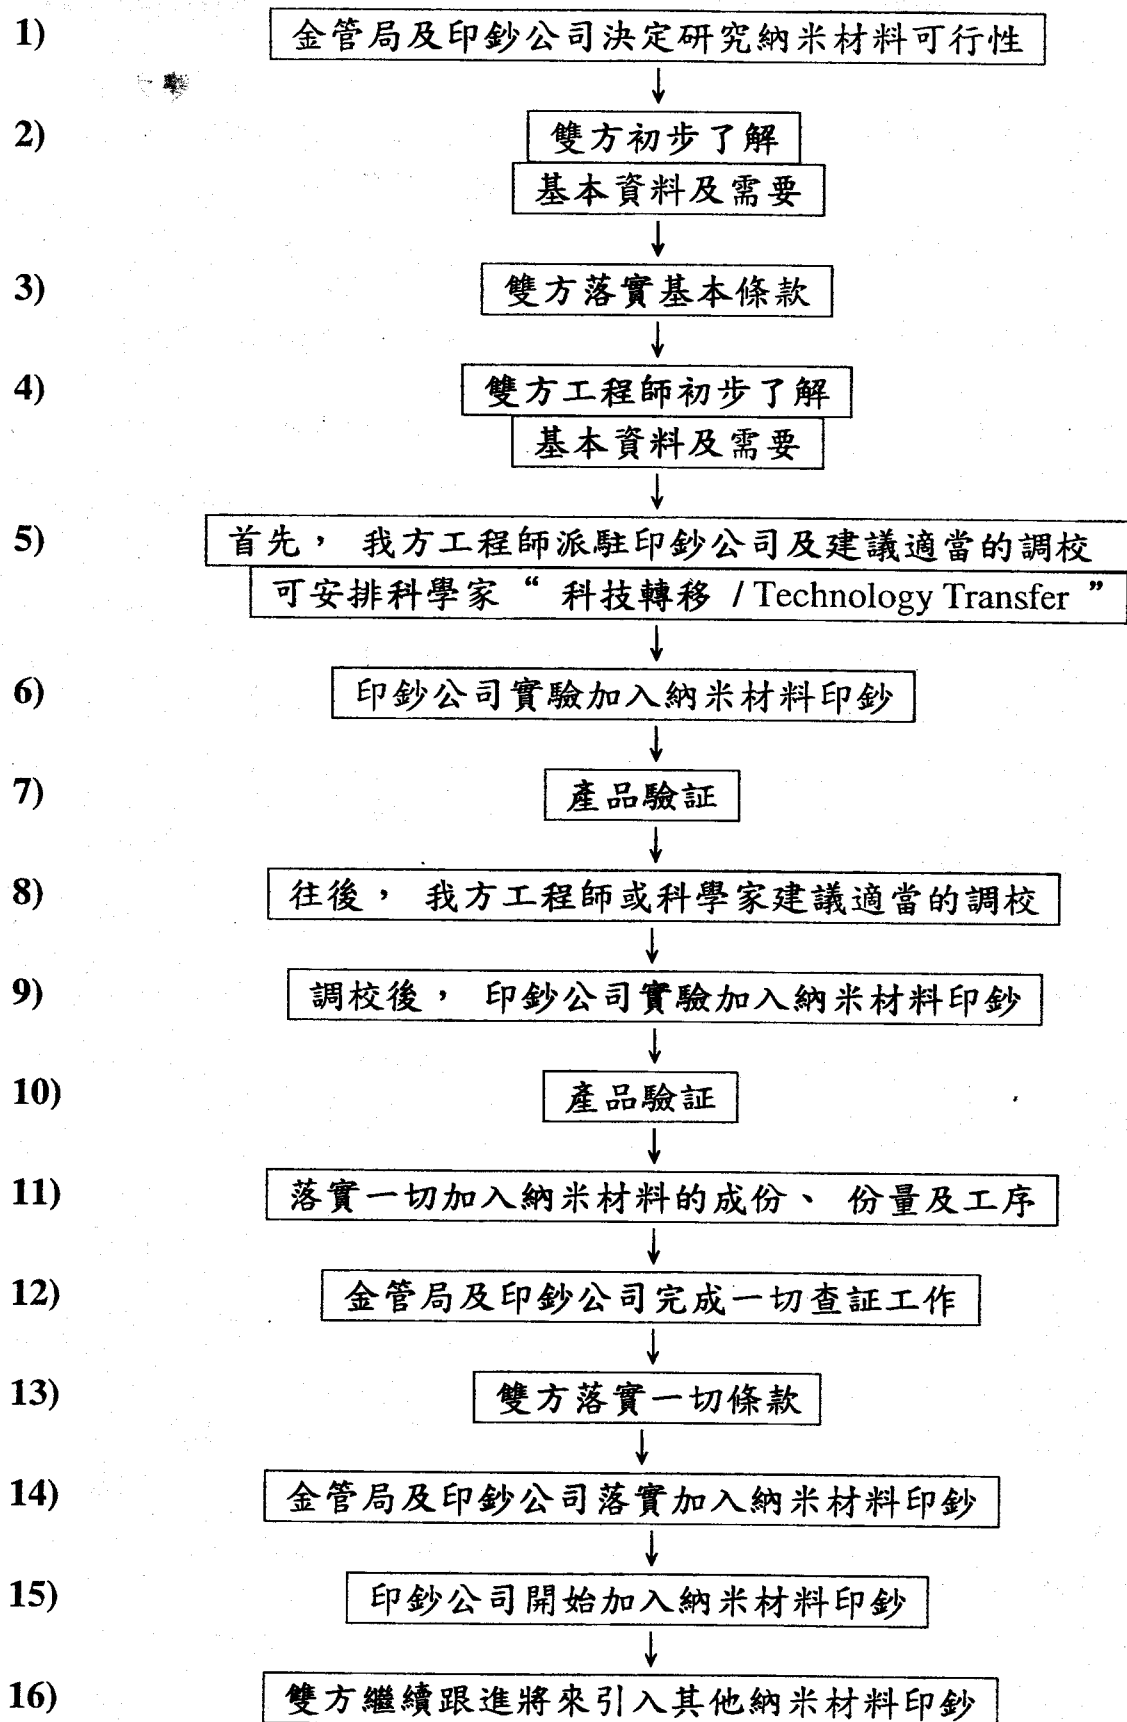 1) 金管局及印鈔公司決定研究納米材料可行性
2) 雙方初步了解
基本資料及需要
3) 雙方落實基本條款
4) 雙方工程師初步了解
基本資料及需要
5) 首先， 我方工程師派駐印鈔公司及建議適當的調校
可安排科學家 “ 科技轉移 / Technology Transfer ”
6) 印鈔公司實驗加入納米材料印鈔
7) 產品驗証
8) 往後， 我方工程師或科學家建議適當的調校
9) 調校後， 印鈔公司實驗加入納米材料印鈔
10) 產品驗証
11) 落實一切加入納米材料的成份、 份量及工序
12) 金管局及印鈔公司完成一切查証工作
13) 雙方落實一切條款
14) 金管局及印鈔公司落實加入納米材料印鈔
15) 印鈔公司開始加入納米材料印鈔
16) 雙方繼續跟進將來引入其他納米材料印鈔